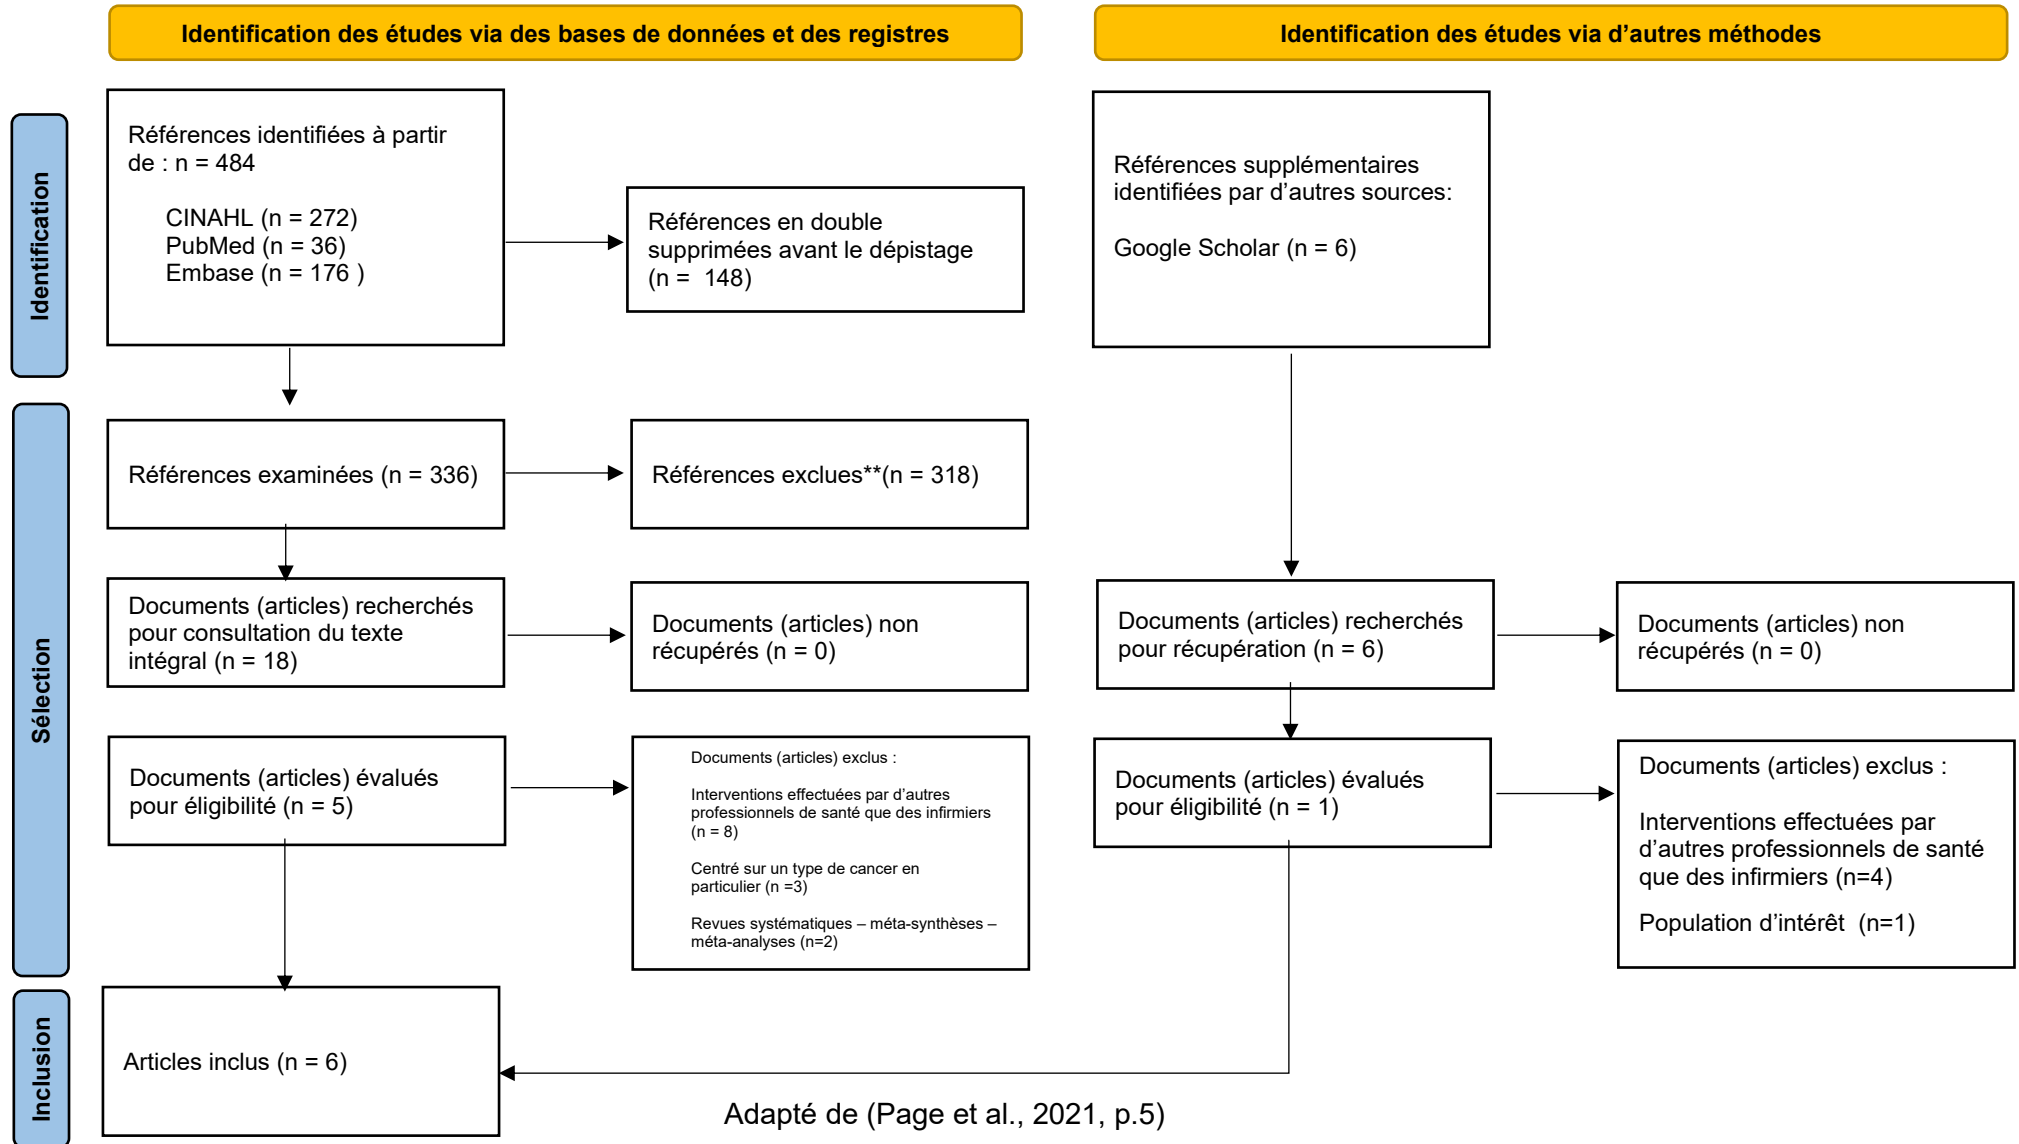 Identification des études via des bases de données et des registres
Identification des études via d'autres méthodes
Identification
Références identifiées à partir
de : n = 484
CINAHL (n = 272)
PubMed (n = 36)
Embase (n = 176 )
Références en double
supprimées avant le dépistage
(n =  148)
Références supplémentaires
identifiées par d'autres sources:
Google Scholar (n = 6)
Sélection
Références examinées (n = 336)
Références exclues**(n = 318)
Documents (articles) recherchés
pour consultation du texte
intégral (n = 18)
Documents (articles) non
récupérés (n = 0)
Documents (articles) recherchés
pour récupération (n = 6)
Documents (articles) non
récupérés (n = 0)
Documents (articles) évalués
pour éligibilité (n = 5)
Documents (articles) exclus :
Interventions effectuées par d'autres
professionnels de santé que des infirmiers
(n = 8)
Centré sur un type de cancer en
particulier (n =3)
Revues systématiques – méta-synthèses –
méta-analyses (n=2)
Documents (articles) évalués
pour éligibilité (n = 1)
Documents (articles) exclus :
Interventions effectuées par
d'autres professionnels de santé
que des infirmiers (n=4)
Population d'intérêt  (n=1)
Inclusion
Articles inclus (n = 6)
Adapté de (Page et al., 2021, p.5)